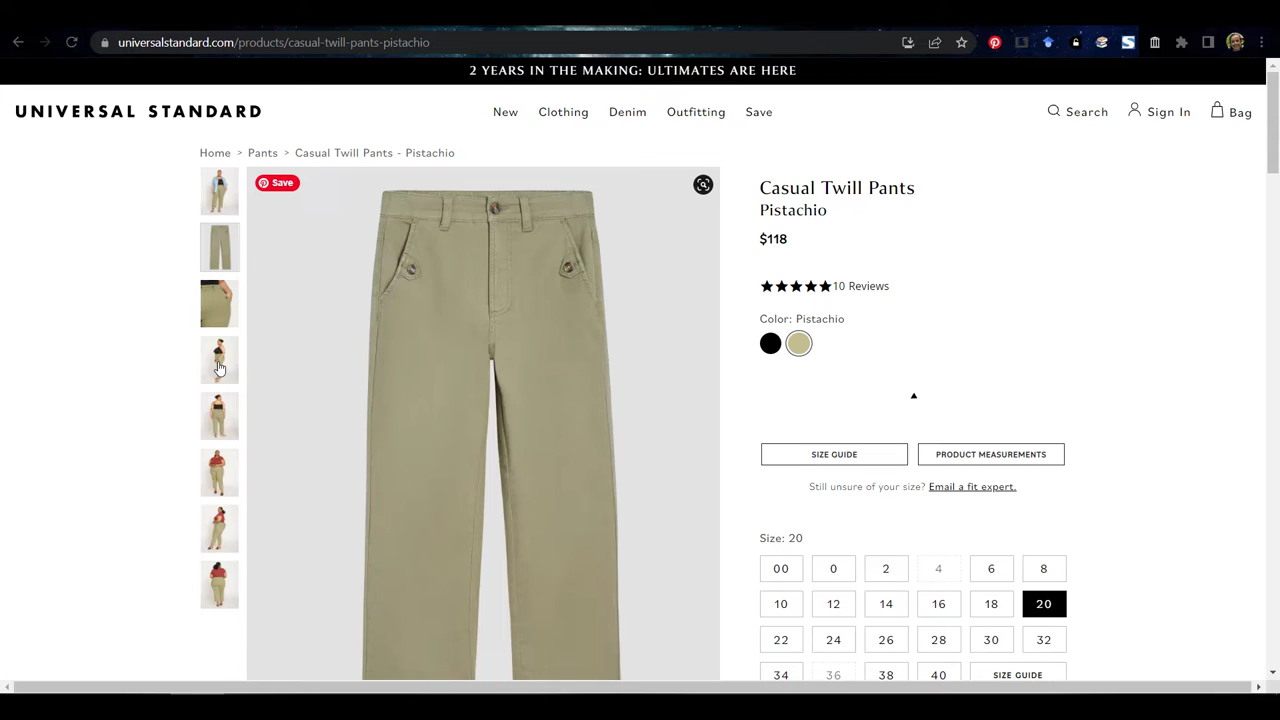 universalstandard.com/products/casual-twill-pants-pistachio
2 YEARS IN THE MAKING: ULTIMATES ARE HERE
UNIVERSAL STANDARD
New Clothing Denim Outfitting Save
Search Sign In Bag
Home > Pants > Casual Twill Pants - Pistachio
Save
Casual Twill Pants
Pistachio
$118
10 Reviews
Color: Pistachio
SIZE GUIDE PRODUCT MEASUREMENTS
Still unsure of your size? Email a fit expert.
Size: 20
00 0 2 4 6 8
10 12 14 16 18 20
22 24 26 28 30 32
34 36 38 40 SIZE GUIDE